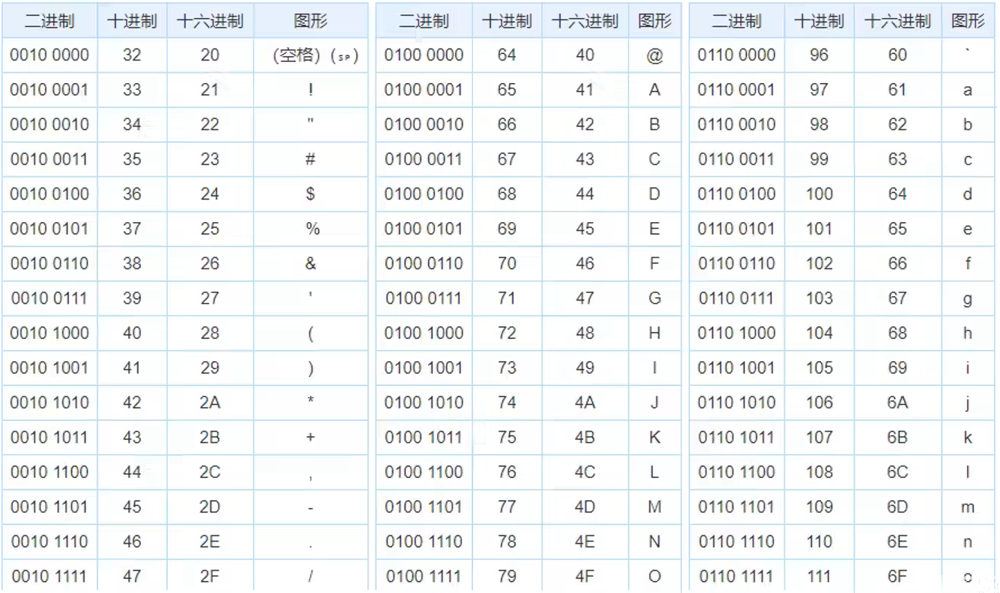 二进制 十进制 十六进制 图形 二进制 十进制 十六进制 图形 二进制 十进制 十六进制 图形
0010 0000 32 20 (空格) (␠) 0100 0000 64 40 @ 0110 0000 96 60 `
0010 0001 33 21 ! 0100 0001 65 41 A 0110 0001 97 61 a
0010 0010 34 22 " 0100 0010 66 42 B 0110 0010 98 62 b
0010 0011 35 23 # 0100 0011 67 43 C 0110 0011 99 63 c
0010 0100 36 24 $ 0100 0100 68 44 D 0110 0100 100 64 d
0010 0101 37 25 % 0100 0101 69 45 E 0110 0101 101 65 e
0010 0110 38 26 & 0100 0110 70 46 F 0110 0110 102 66 f
0010 0111 39 27 ' 0100 0111 71 47 G 0110 0111 103 67 g
0010 1000 40 28 ( 0100 1000 72 48 H 0110 1000 104 68 h
0010 1001 41 29 ) 0100 1001 73 49 I 0110 1001 105 69 i
0010 1010 42 2A * 0100 1010 74 4A J 0110 1010 106 6A j
0010 1011 43 2B + 0100 1011 75 4B K 0110 1011 107 6B k
0010 1100 44 2C , 0100 1100 76 4C L 0110 1100 108 6C l
0010 1101 45 2D - 0100 1101 77 4D M 0110 1101 109 6D m
0010 1110 46 2E . 0100 1110 78 4E N 0110 1110 110 6E n
0010 1111 47 2F / 0100 1111 79 4F O 0110 1111 111 6F o